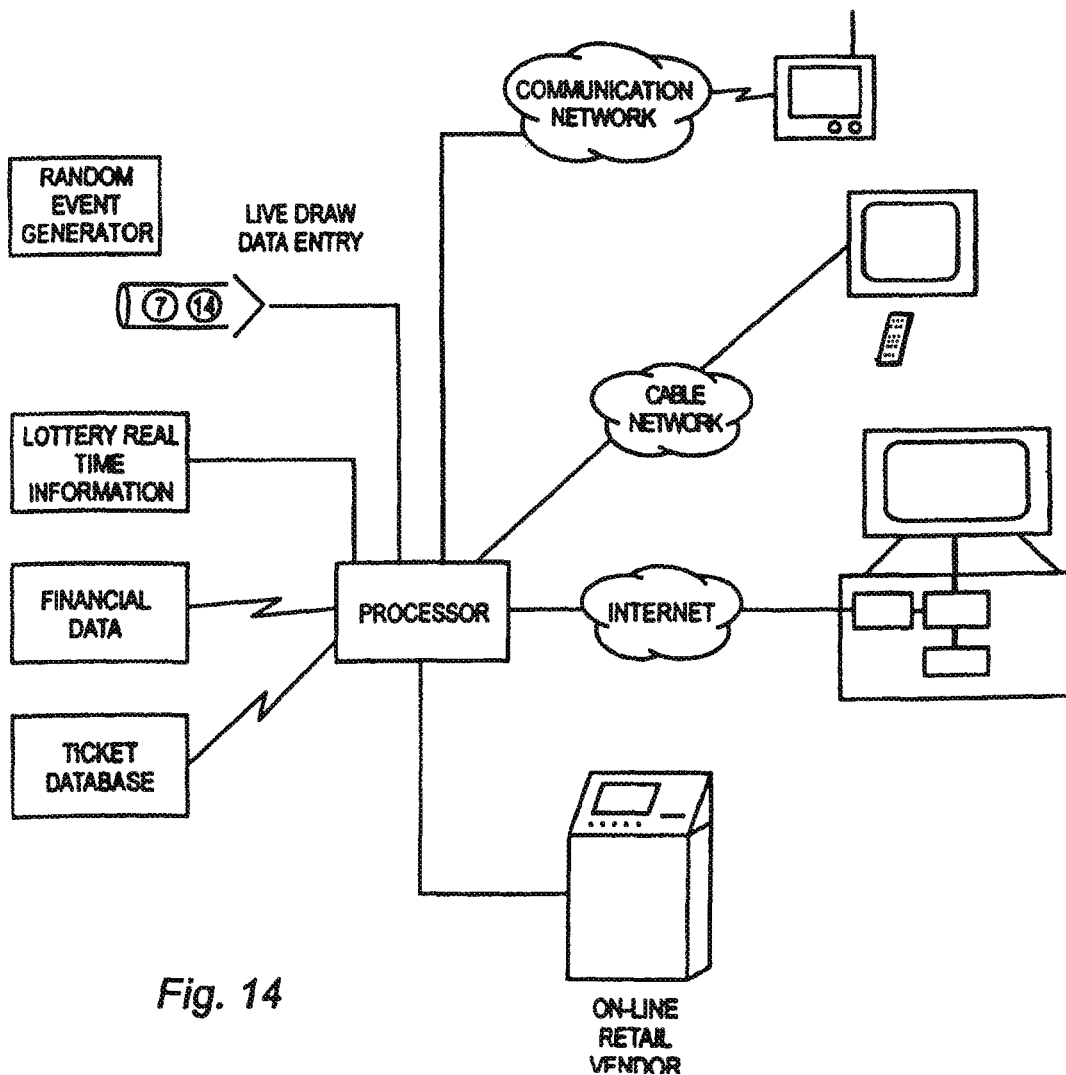 COMMUNICATION
NETWORK
RANDOM
EVENT
GENERATOR
LIVE DRAW
DATA ENTRY
7 14
CABLE
NETWORK
LOTTERY REAL
TIME
INFORMATION
FINANCIAL
DATA
PROCESSOR
INTERNET
TICKET
DATABASE
Fig. 14
ON-LINE
RETAIL
VENDOR